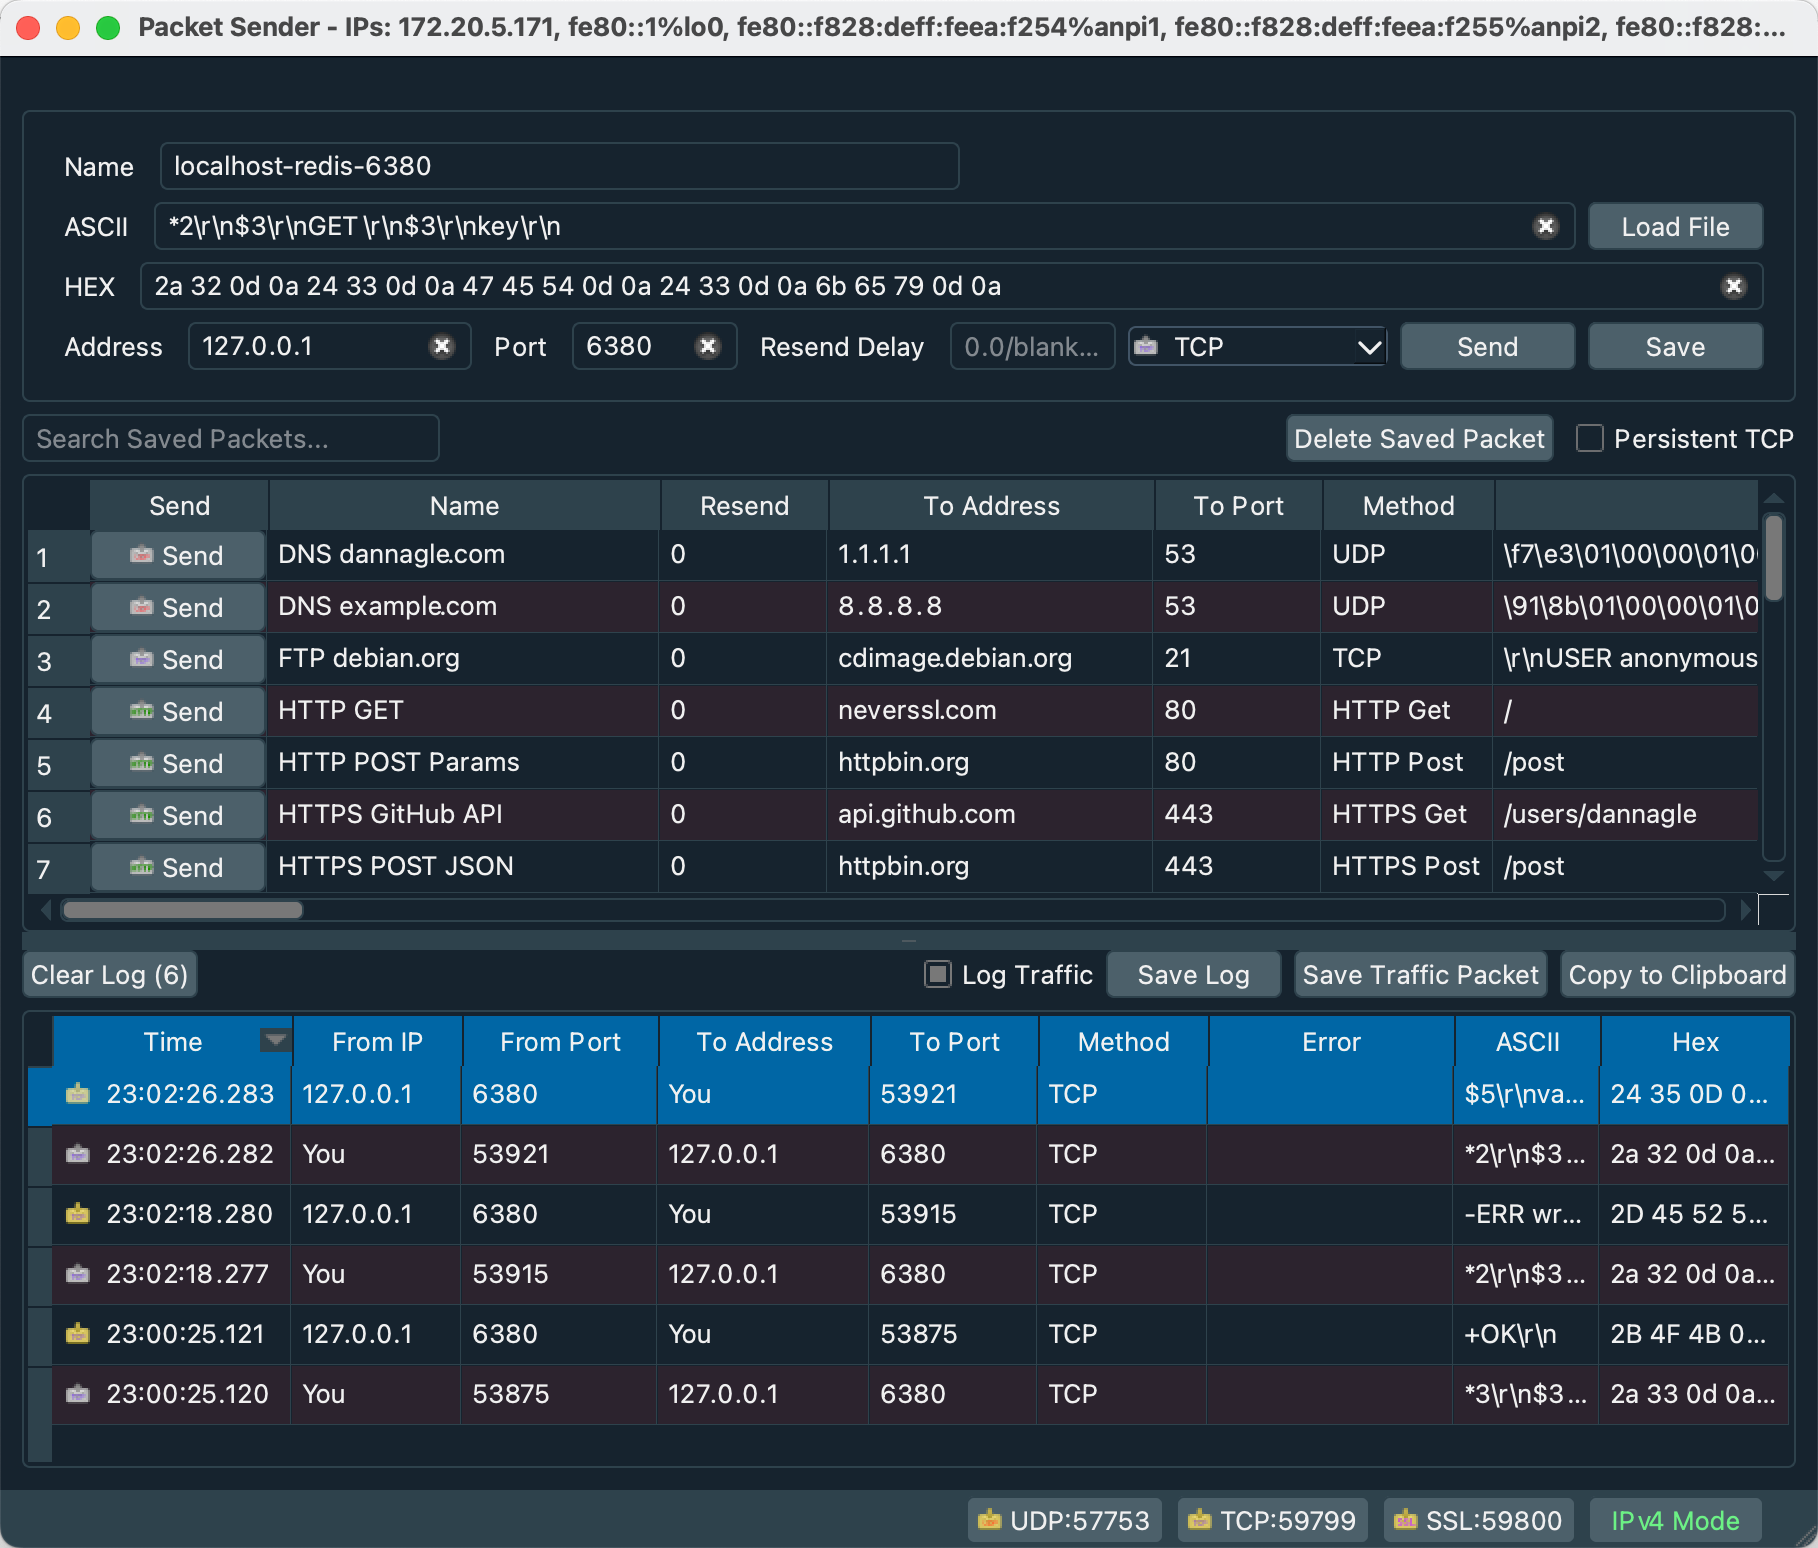 Packet Sender - IPs: 172.20.5.171, fe80::1%lo0, fe80::f828:deff:feea:f254%anpi1, fe80::f828:deff:feea:f255%anpi2, fe80::f828:...
Name localhost-redis-6380
ASCII *2\r\n$3\r\nGET \r\n$3\r\nkey\r\n Load File
HEX 2a 32 0d 0a 24 33 0d 0a 47 45 54 0d 0a 24 33 0d 0a 6b 65 79 0d 0a
Address 127.0.0.1 Port 6380 Resend Delay 0.0/blank... TCP Send Save
Search Saved Packets... Delete Saved Packet Persistent TCP
Send Name Resend To Address To Port Method
1 Send DNS dannagle.com 0 1.1.1.1 53 UDP \f7\e3\01\00\00\01\0
2 Send DNS example.com 0 8.8.8.8 53 UDP \91\8b\01\00\00\01\0
3 Send FTP debian.org 0 cdimage.debian.org 21 TCP \r\nUSER anonymous
4 Send HTTP GET 0 neverssl.com 80 HTTP Get /
5 Send HTTP POST Params 0 httpbin.org 80 HTTP Post /post
6 Send HTTPS GitHub API 0 api.github.com 443 HTTPS Get /users/dannagle
7 Send HTTPS POST JSON 0 httpbin.org 443 HTTPS Post /post
Clear Log (6) Log Traffic Save Log Save Traffic Packet Copy to Clipboard
Time From IP From Port To Address To Port Method Error ASCII Hex
23:02:26.283 127.0.0.1 6380 You 53921 TCP $5\r\nva... 24 35 0D 0...
23:02:26.282 You 53921 127.0.0.1 6380 TCP *2\r\n$3... 2a 32 0d 0a...
23:02:18.280 127.0.0.1 6380 You 53915 TCP -ERR wr... 2D 45 52 5...
23:02:18.277 You 53915 127.0.0.1 6380 TCP *2\r\n$3... 2a 32 0d 0a...
23:00:25.121 127.0.0.1 6380 You 53875 TCP +OK\r\n 2B 4F 4B 0...
23:00:25.120 You 53875 127.0.0.1 6380 TCP *3\r\n$3... 2a 33 0d 0a...
UDP:57753 TCP:59799 SSL:59800 IPv4 Mode